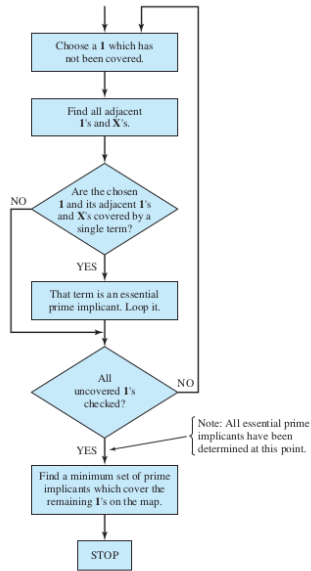 Choose a 1 which has
not been covered.
Find all adjacent
1's and X's.
Are the chosen
1 and its adjacent 1's
and X's covered by a
single term?
NO
YES
That term is an essential
prime implicant. Loop it.
All
uncovered 1's
checked?
NO
Note: All essential prime
implicants have been
determined at this point.
YES
Find a minimum set of prime
implicants which cover the
remaining 1's on the map.
STOP